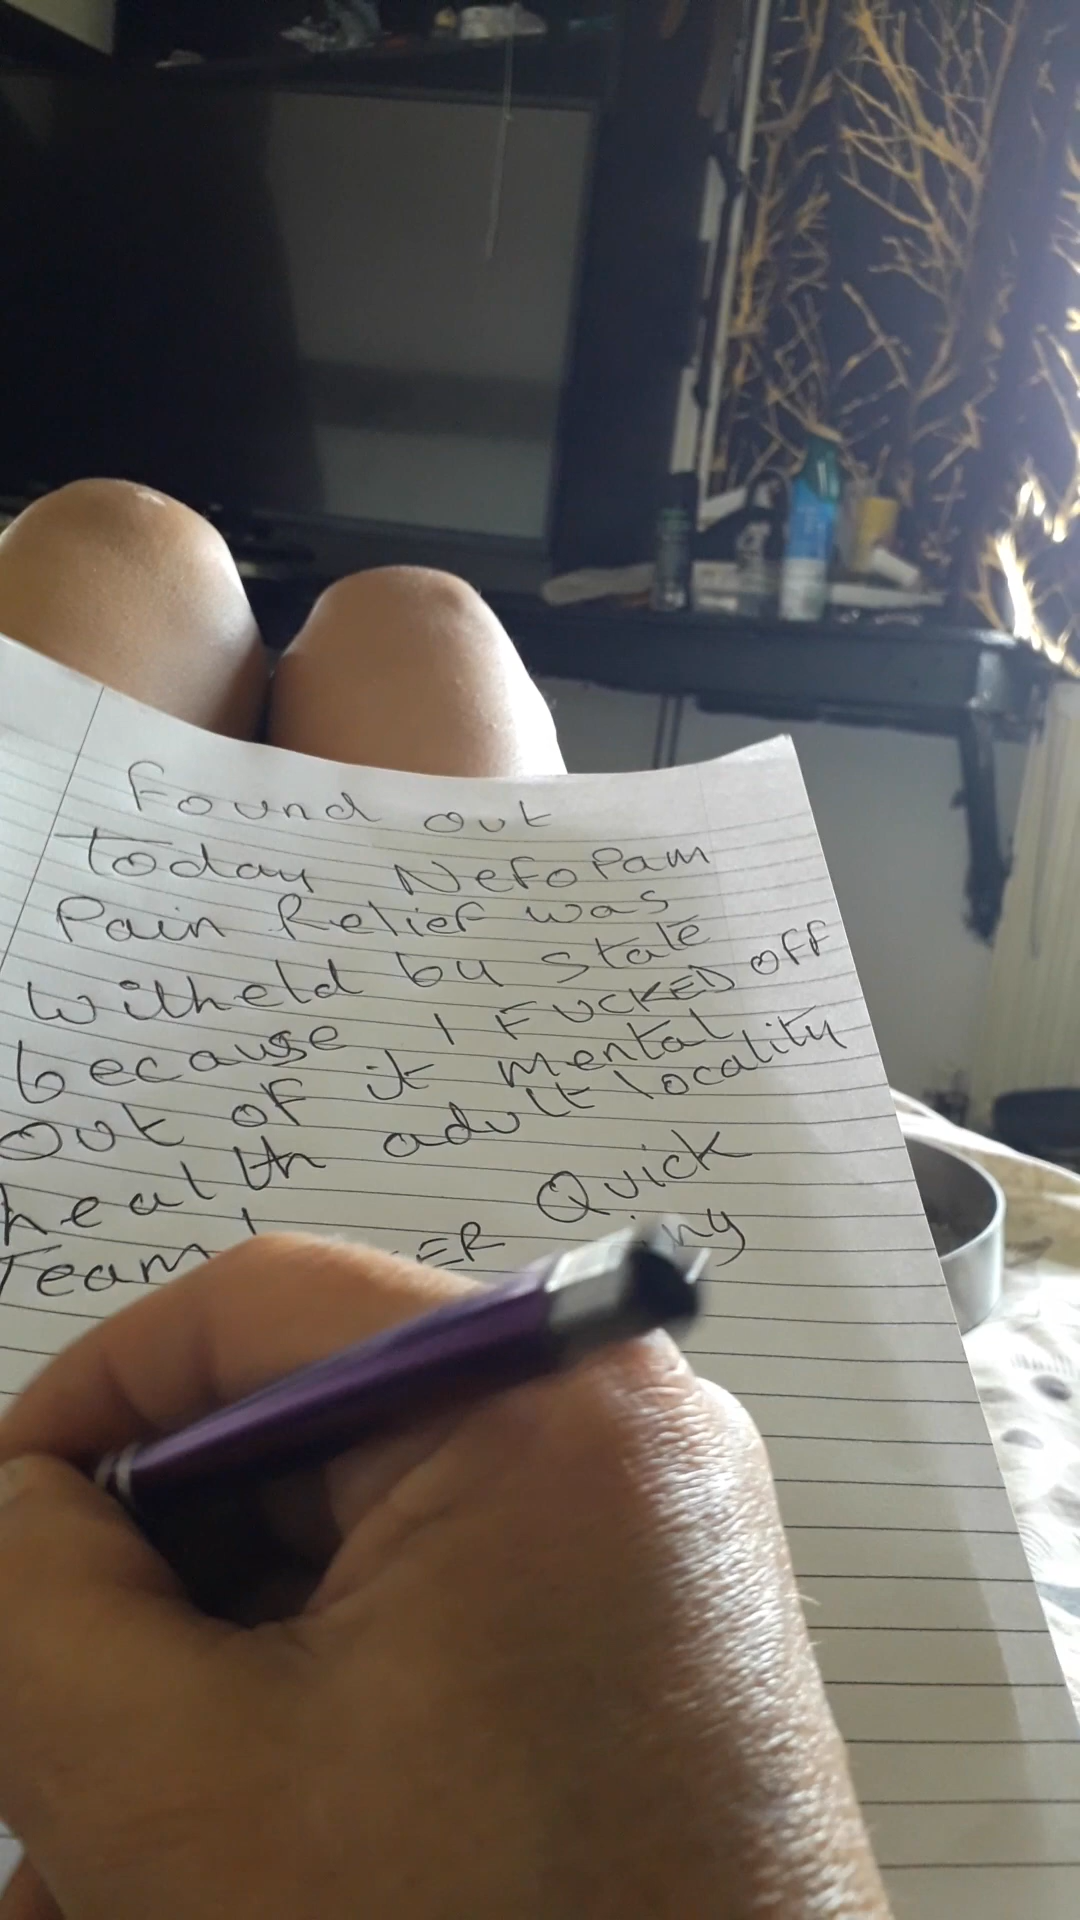 Found out
today Nefopam
Pain Relief was
witheld by state
because I FUCKED OFF
out of it mental
health adult locality
Team Quick